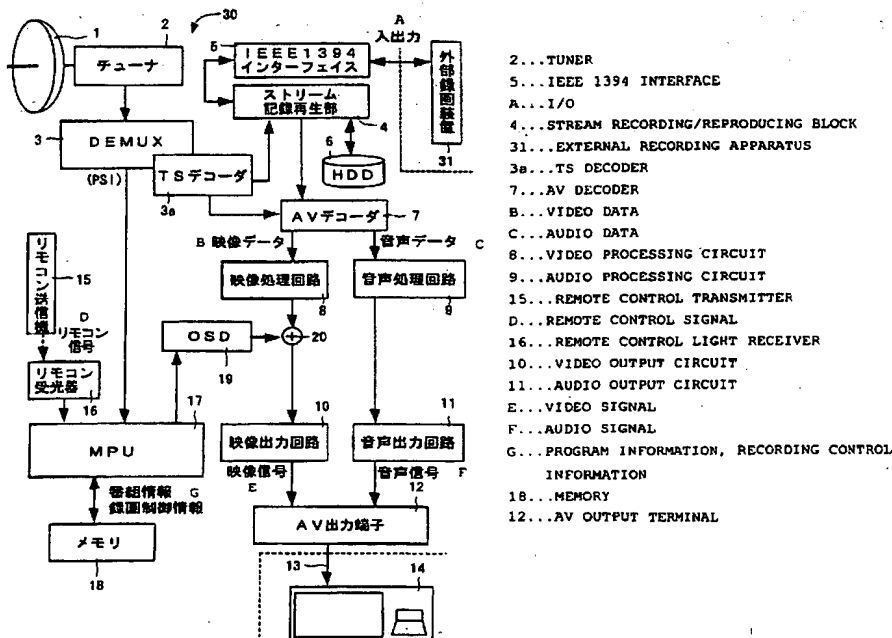 30
1
2
チューナ
3
DEMUX
(PSI)
TSデコーダ
3a
5
IEEE1394
インターフェイス
A
入出力
外部録画装置
31
ストリーム
記録再生部
4
6
HDD
AVデコーダ
7
B 映像データ
音声データ C
映像処理回路
8
音声処理回路
9
リモコン送信機
15
D
リモコン
信号
リモコン
受光器
16
OSD
19
20
17
MPU
番組情報 G
録画制御情報
メモリ
18
10
映像出力回路
映像信号
E
11
音声出力回路
音声信号 F
12
AV出力端子
13
14
2...TUNER
5...IEEE 1394 INTERFACE
A...I/O
4...STREAM RECORDING/REPRODUCING BLOCK
31...EXTERNAL RECORDING APPARATUS
3a...TS DECODER
7...AV DECODER
B...VIDEO DATA
C...AUDIO DATA
8...VIDEO PROCESSING CIRCUIT
9...AUDIO PROCESSING CIRCUIT
15...REMOTE CONTROL TRANSMITTER
D...REMOTE CONTROL SIGNAL
16...REMOTE CONTROL LIGHT RECEIVER
10...VIDEO OUTPUT CIRCUIT
11...AUDIO OUTPUT CIRCUIT
E...VIDEO SIGNAL
F...AUDIO SIGNAL
G...PROGRAM INFORMATION, RECORDING CONTROL
INFORMATION
18...MEMORY
12...AV OUTPUT TERMINAL